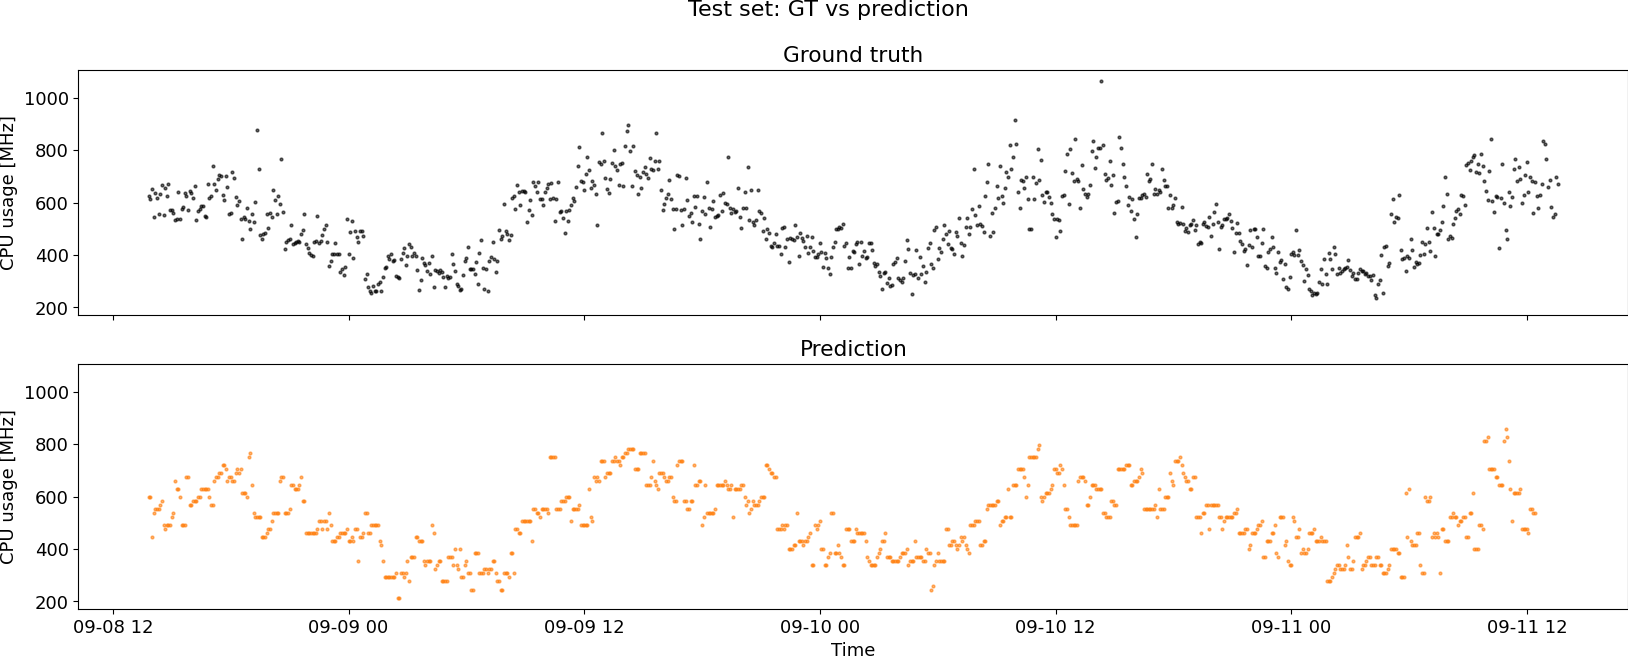 Test set: GT vs prediction
Ground truth
CPU usage [MHz]
1000
800
600
400
200
Prediction
CPU usage [MHz]
1000
800
600
400
200
09-08 12
09-09 00
09-09 12
09-10 00
09-10 12
09-11 00
09-11 12
Time